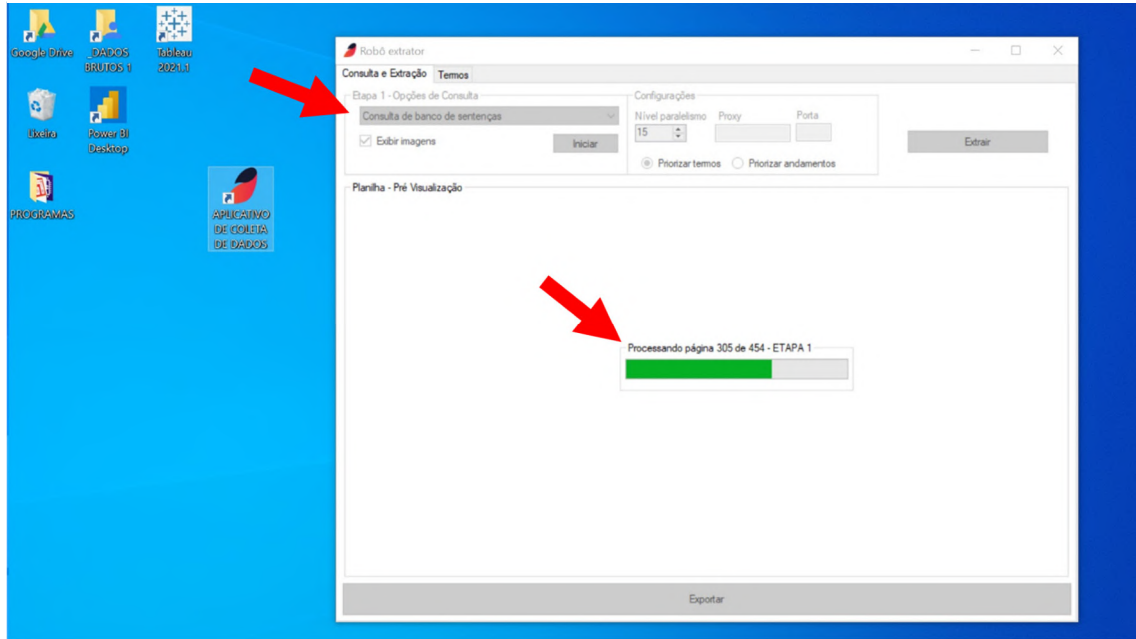 Google Drive
_DADOS
BRUTOS 1
Tableau
2021.1
Lixeira
Power BI
Desktop
PROGRAMAS
APLICATIVO
DE COLETA
DE DADOS
Robô extrator
Consulta e Extração Termos
Etapa 1 - Opções de Consulta
Consulta de banco de sentenças
Exibir imagens
Iniciar
Configurações
Nível paralelismo Proxy Porta
15
Priorizar termos Priorizar andamentos
Extrair
Planilha - Pré Visualização
Processando página 305 de 454 - ETAPA 1
Exportar